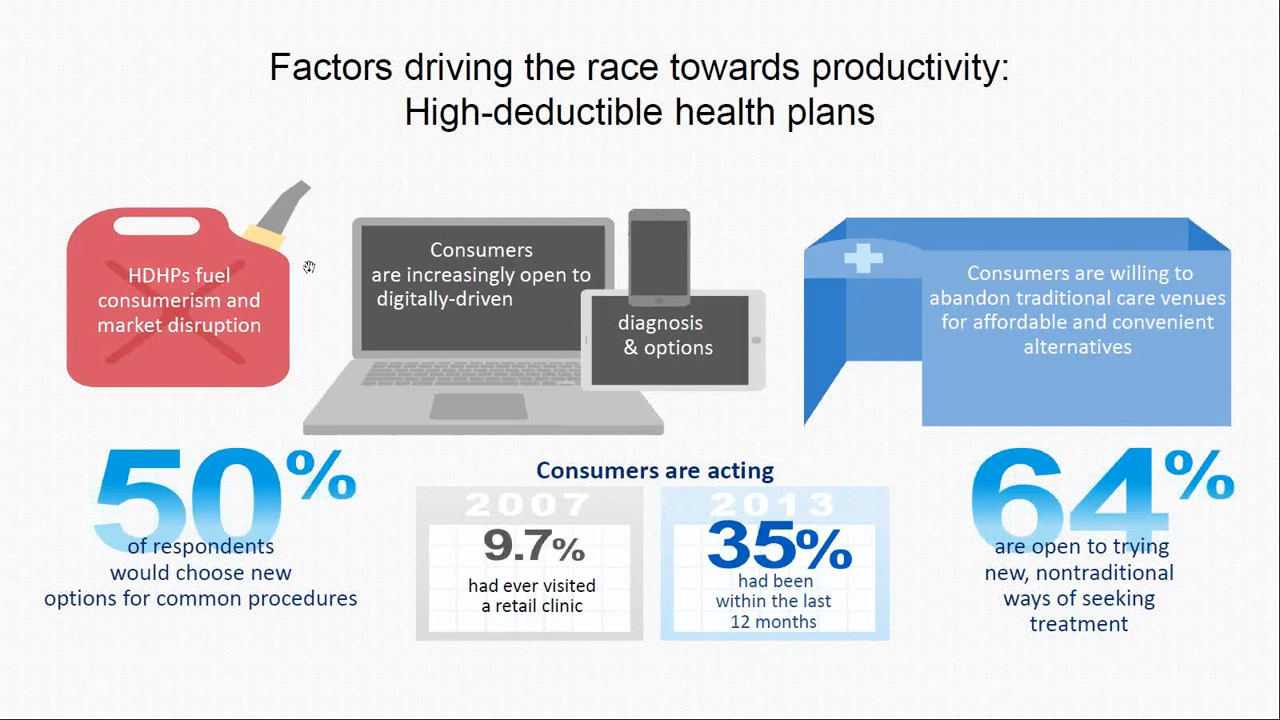 Factors driving the race towards productivity:
High-deductible health plans
HDHPs fuel
consumerism and
market disruption
Consumers
are increasingly open to
digitally-driven
diagnosis
& options
Consumers are willing to
abandon traditional care venues
for affordable and convenient
alternatives
50%
of respondents
would choose new
options for common procedures
Consumers are acting
2007
9.7%
had ever visited
a retail clinic
2013
35%
had been
within the last
12 months
64%
are open to trying
new, nontraditional
ways of seeking
treatment